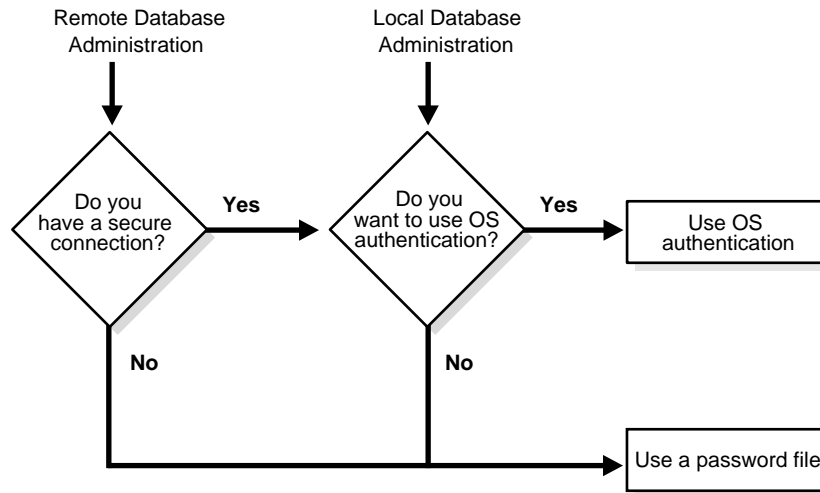 Remote Database
Administration
Local Database
Administration
Do you
have a secure
connection?
Yes
Do you
want to use OS
authentication?
Yes
Use OS
authentication
No
No
Use a password file